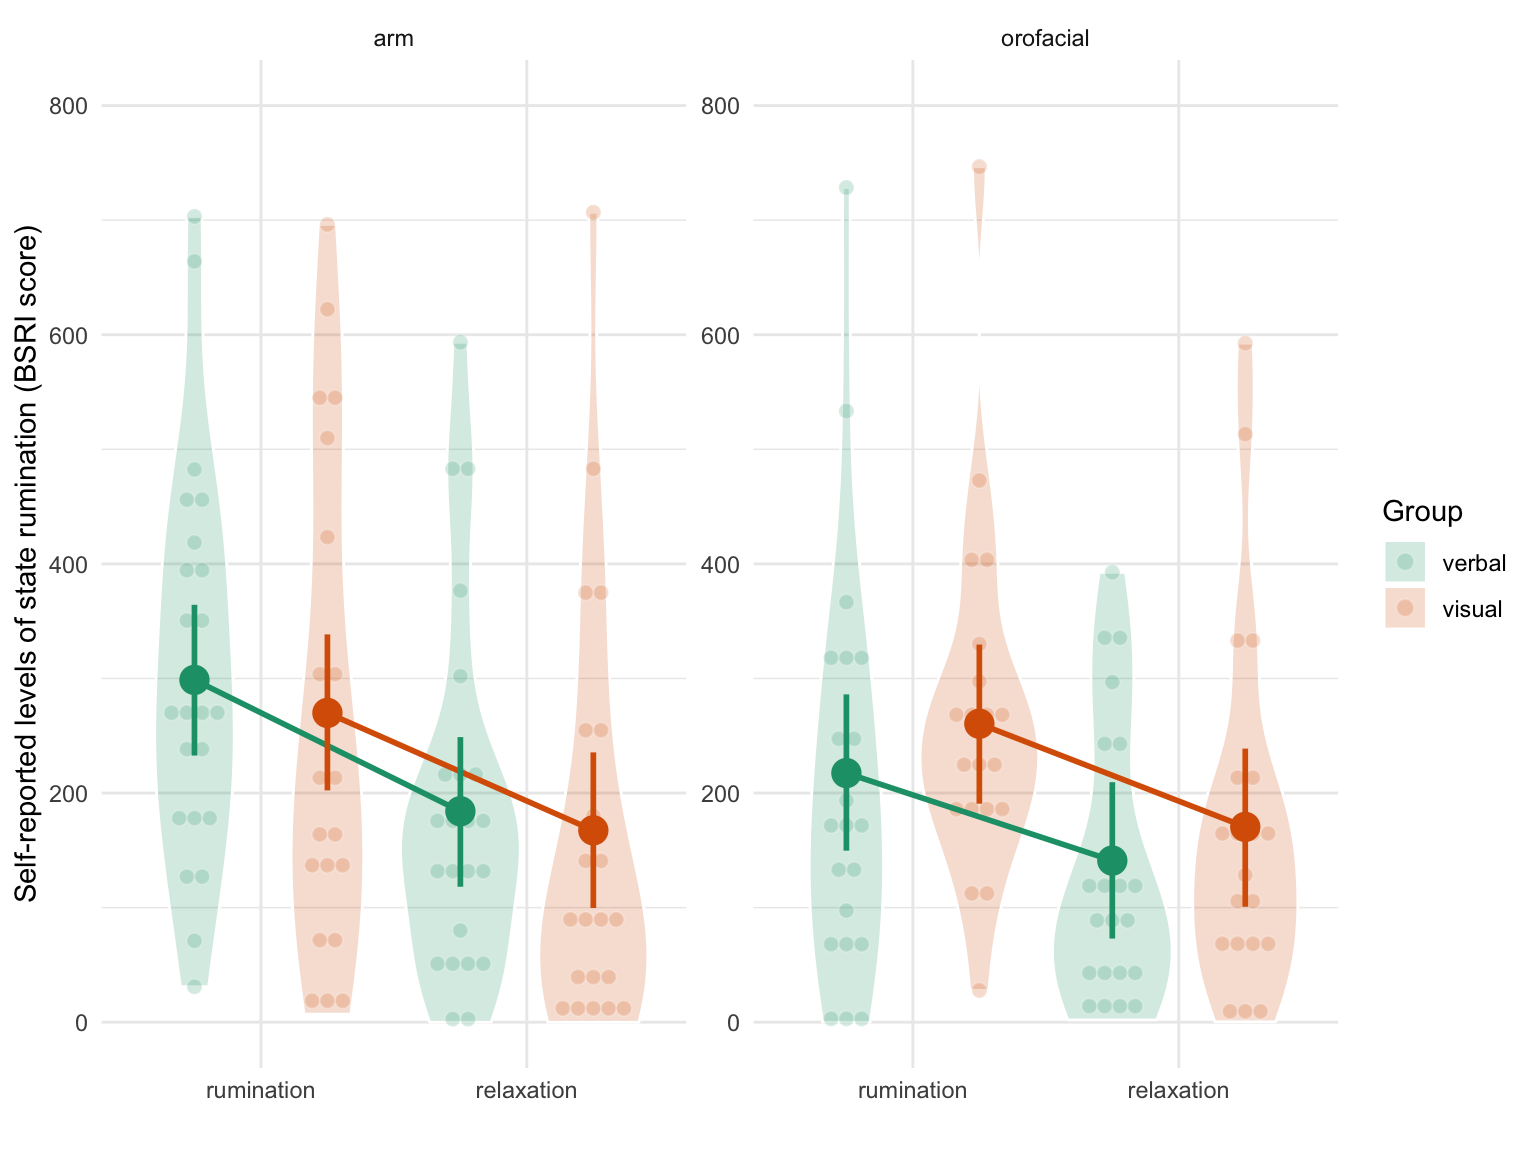 arm
orofacial
Self-reported levels of state rumination (BSRI score)
800
600
400
200
0
800
600
400
200
0
rumination
relaxation
rumination
relaxation
Group
verbal
visual